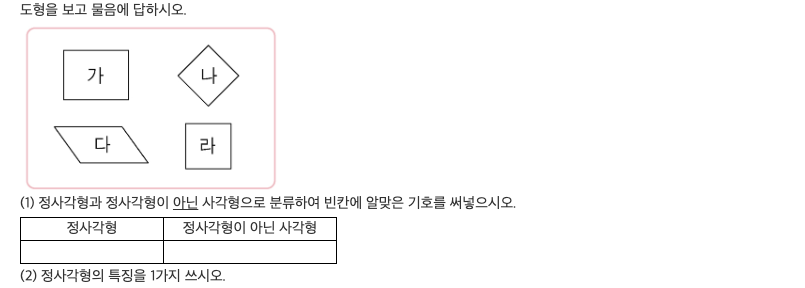 도형을 보고 물음에 답하시오.
가 나
다 라
(1) 정사각형과 정사각형이 아닌 사각형으로 분류하여 빈칸에 알맞은 기호를 써넣으시오.
정사각형 정사각형이 아닌 사각형
(2) 정사각형의 특징을 1가지 쓰시오.